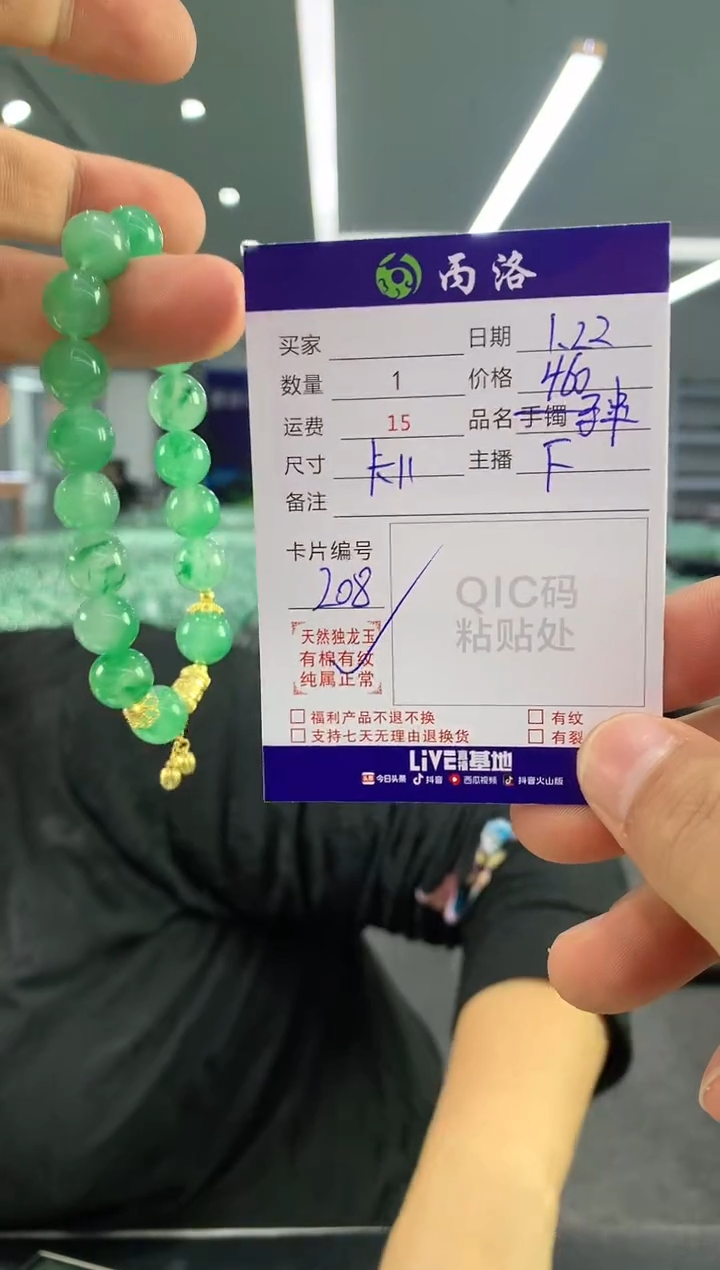 丙洛
买家 日期 1.22
数量 1 价格 460
运费 15 品名 手镯 手串
尺寸 卡11 主播 下
备注
卡片编号
208
QIC码
粘贴处
天然独龙玉
有棉有纹
纯属正常
福利产品不退不换 有纹
支持七天无理由退换货 有裂
LiVE直播基地
今日头条 抖音 西瓜视频 抖音火山版